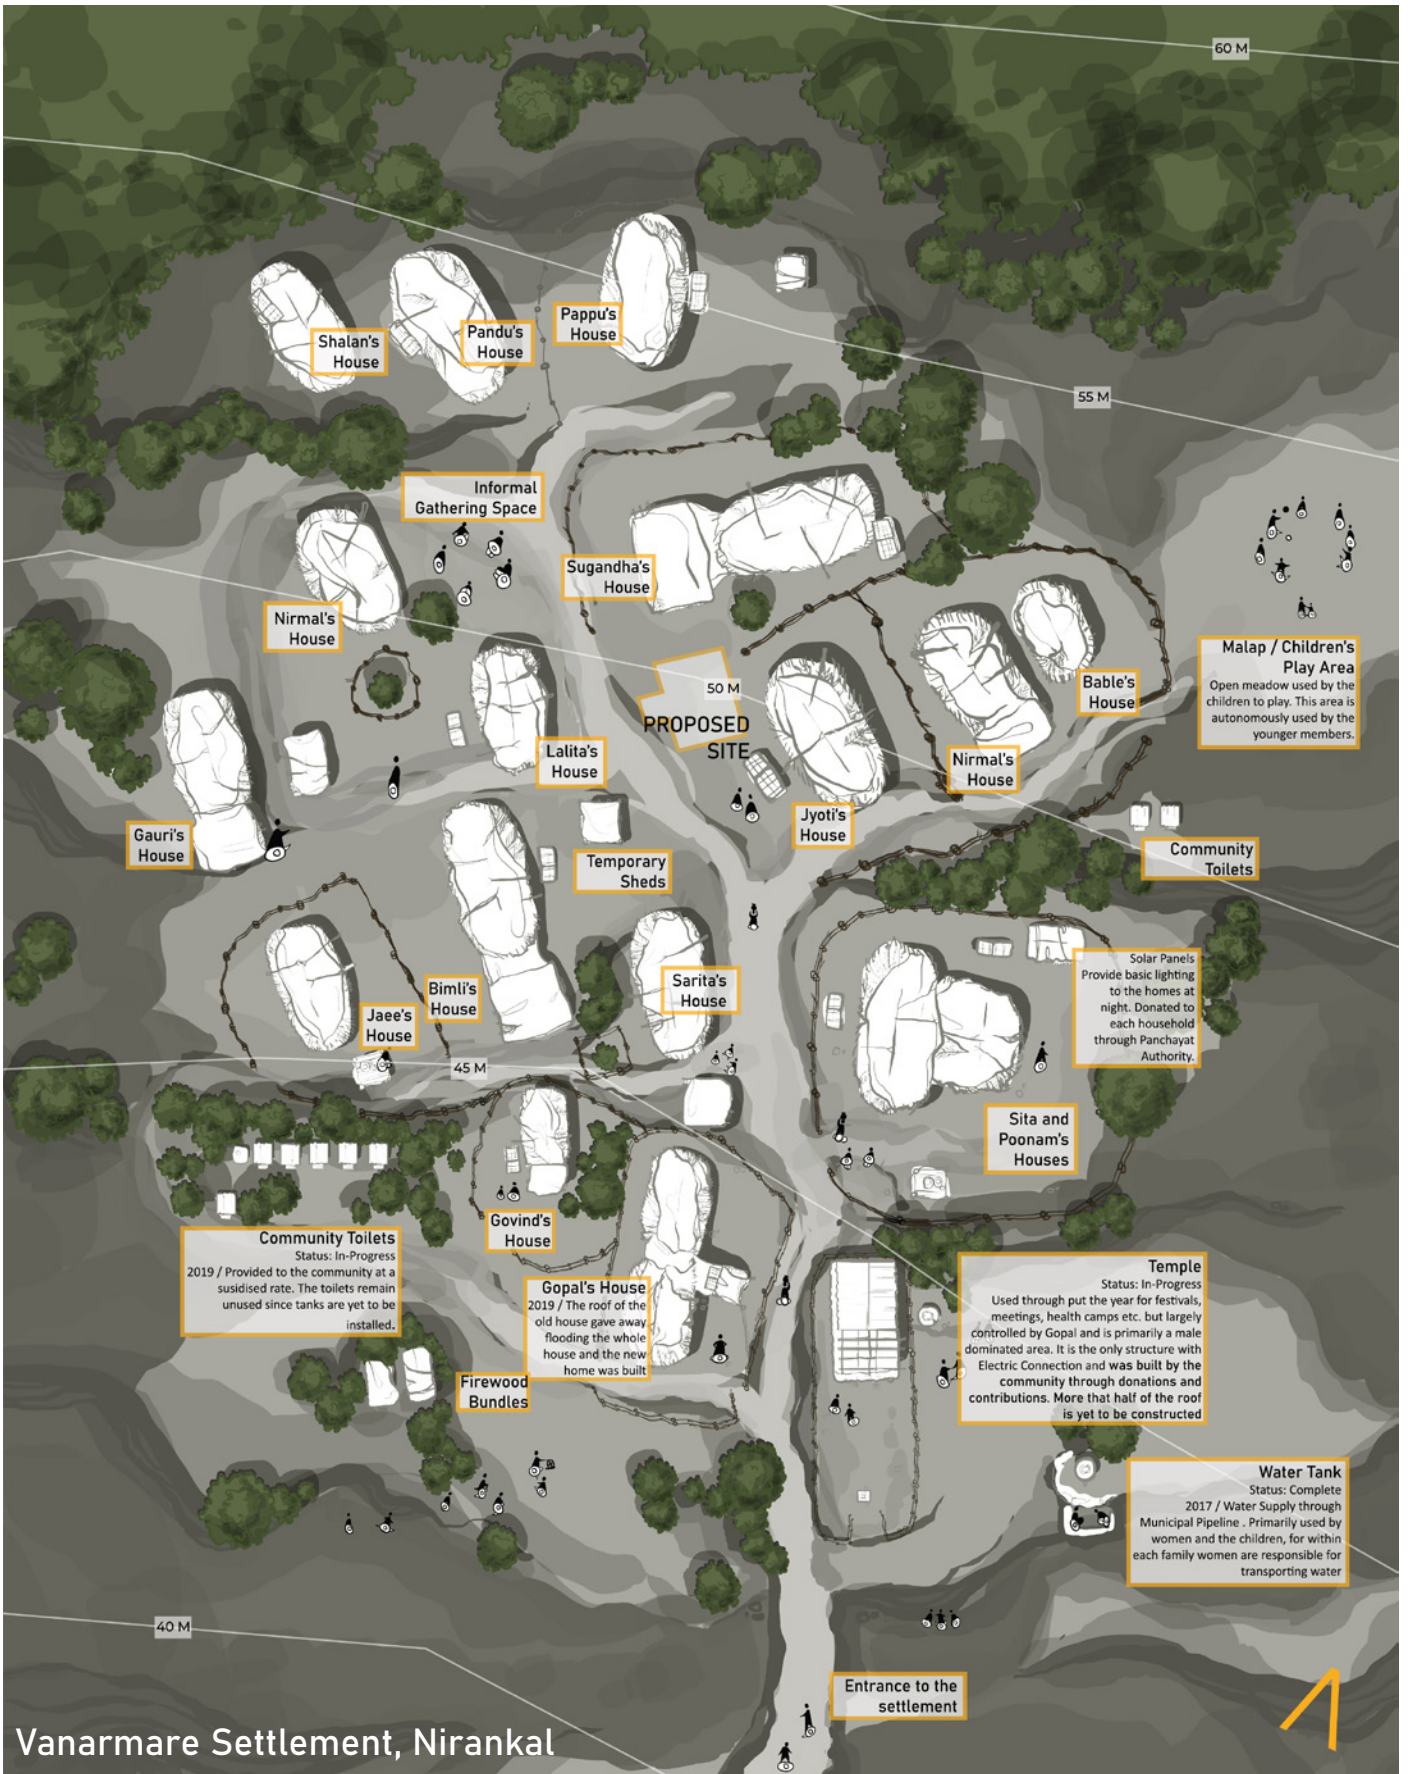 60 M
Shalan's
House
Pandu's
House
Pappu's
House
55 M
Informal
Gathering Space
Sugandha's
House
Nirmal's
House
Malap / Children's
Play Area
Open meadow used by the
children to play. This area is
autonomously used by the
younger members.
Bable's
House
50 M
PROPOSED
SITE
Lalita's
House
Nirmal's
House
Jyoti's
House
Gauri's
House
Community
Toilets
Temporary
Sheds
Solar Panels
Provide basic lighting
to the homes at
night. Donated to
each household
through Panchayat
Authority.
Sarita's
House
Bimli's
House
Jaee's
House
45 M
Sita and
Poonam's
Houses
Govind's
House
Community Toilets
Status: In-Progress
2019 / Provided to the community at a
susidised rate. The toilets remain
unused since tanks are yet to be
installed.
Gopal's House
2019 / The roof of the
old house gave away
flooding the whole
house and the new
home was built
Temple
Status: In-Progress
Used through put the year for festivals,
meetings, health camps etc. but largely
controlled by Gopal and is primarily a male
dominated area. It is the only structure with
Electric Connection and was built by the
community through donations and
contributions. More that half of the roof
is yet to be constructed
Firewood
Bundles
Water Tank
Status: Complete
2017 / Water Supply through
Municipal Pipeline . Primarily used by
women and the children, for within
each family women are responsible for
transporting water
40 M
Entrance to the
settlement
Vanarmare Settlement, Nirankal